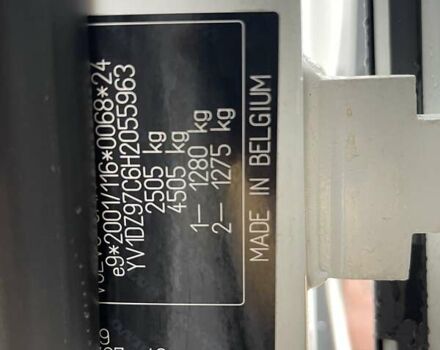 e9*2001/116*0068*24
YV1DZ97C6H2055963
2505 kg
4505 kg
1— 1280 kg
2— 1275 kg
MADE IN BELGIUM